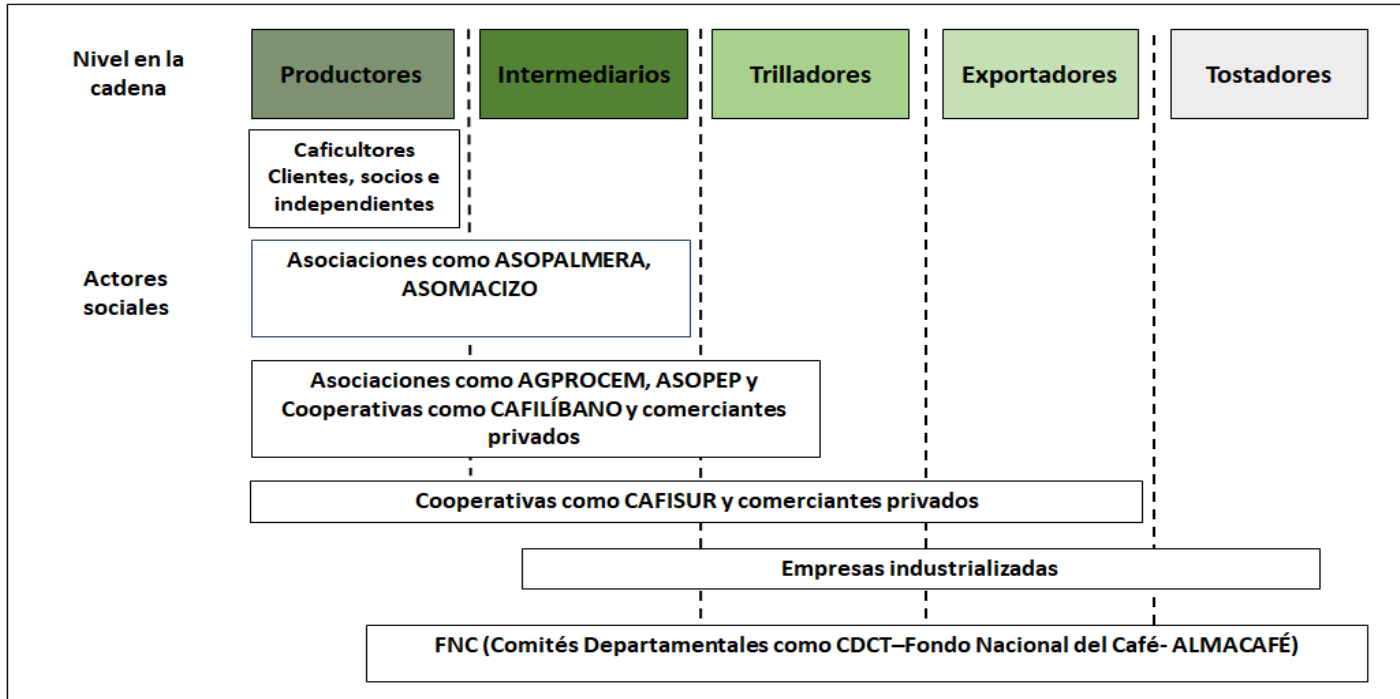 Nivel en la
cadena
Productores
Intermediarios
Trilladores
Exportadores
Tostadores
Caficultores
Clientes, socios e
independientes
Actores
sociales
Asociaciones como ASOPALMERA,
ASOMACIZO
Asociaciones como AGPROCEM, ASOPEP y
Cooperativas como CAFILÍBANO y comerciantes
privados
Cooperativas como CAFISUR y comerciantes privados
Empresas industrializadas
FNC (Comités Departamentales como CDCT–Fondo Nacional del Café- ALMACAFÉ)